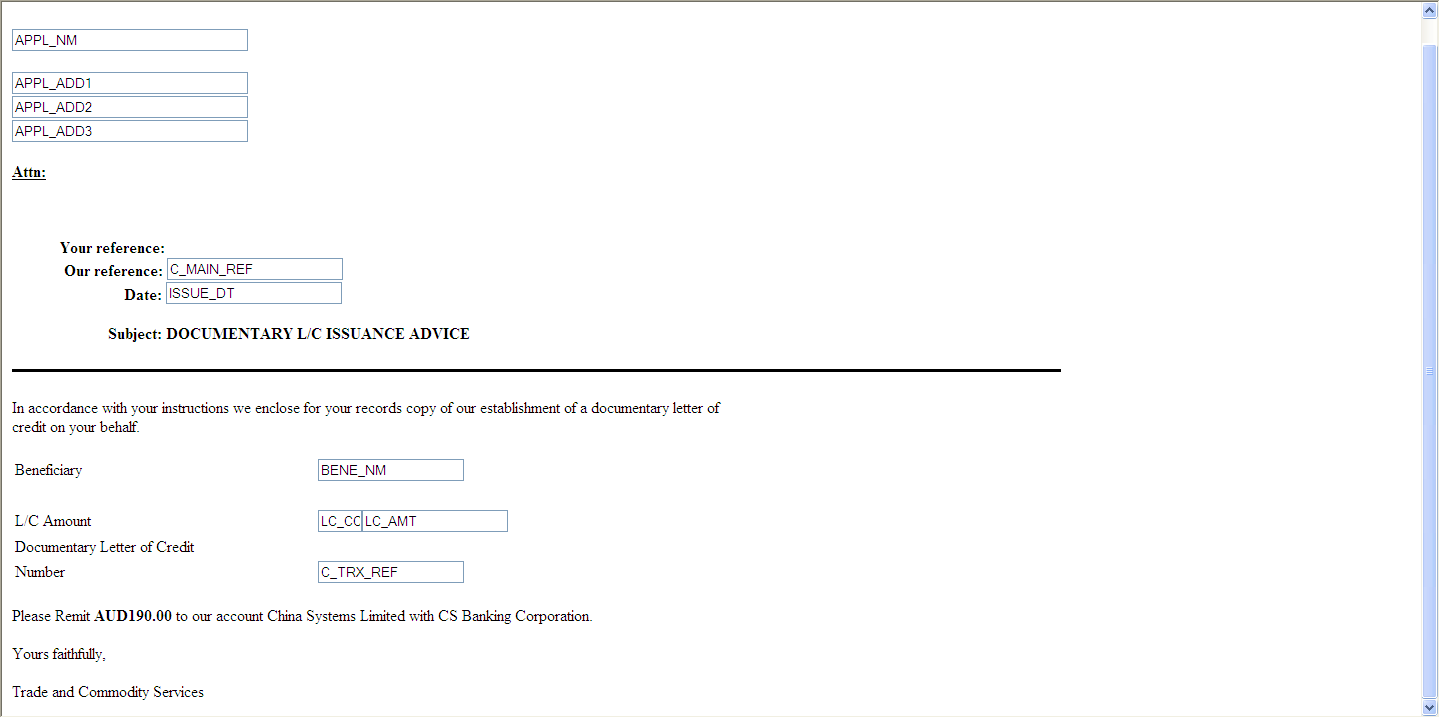 APPL_NM
APPL_ADD1
APPL_ADD2
APPL_ADD3
Attn:
Your reference:
Our reference: C_MAIN_REF
Date: ISSUE_DT
Subject: DOCUMENTARY L/C ISSUANCE ADVICE
In accordance with your instructions we enclose for your records copy of our establishment of a documentary letter of
credit on your behalf.
Beneficiary BENE_NM
L/C Amount LC_CC LC_AMT
Documentary Letter of Credit
Number C_TRX_REF
Please Remit AUD190.00 to our account China Systems Limited with CS Banking Corporation.
Yours faithfully,
Trade and Commodity Services